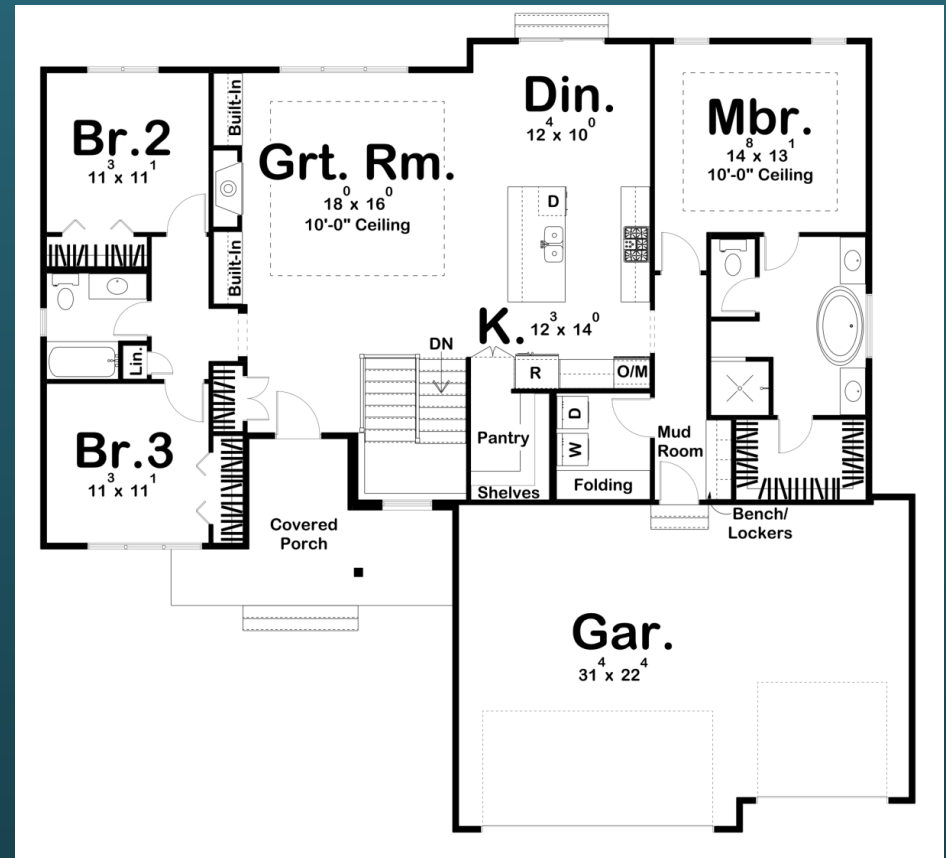 Br.2
11³ x 11¹
Built-In
Grt. Rm.
18⁰ x 16⁰
10'-0" Ceiling
Built-In
Din.
12⁴ x 10⁰
D
Mbr.
14⁸ x 13¹
10'-0" Ceiling
K. 12³ x 14⁰
DN
R
O/M
Lin.
Br.3
11³ x 11¹
Pantry
Shelves
D
W
Folding
Mud
Room
Bench/
Lockers
Covered
Porch
Gar.
31⁴ x 22⁴